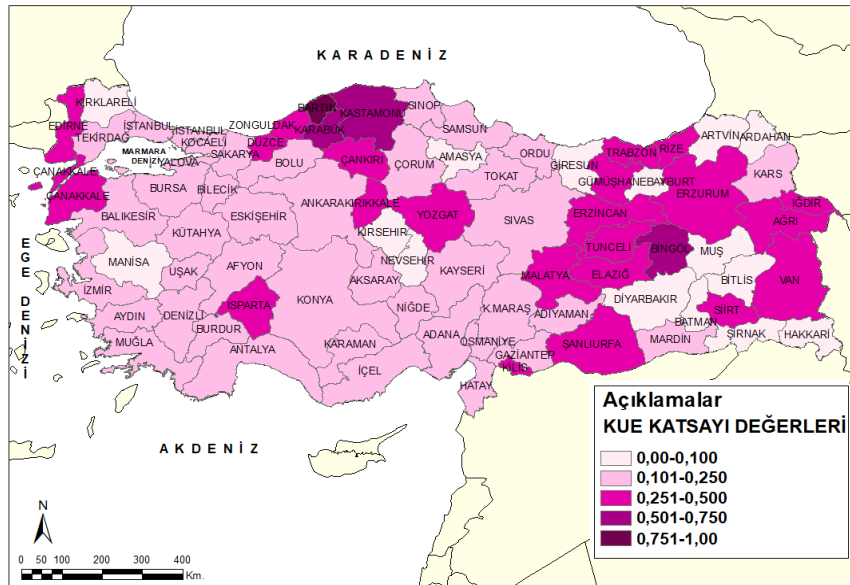 KARADENİZ
KIRKLARELİ
EDİRNE
TEKİRDAĞ
İSTANBUL
İSTANBUL
KOCAELİ
MARMARA
DENİZİ
YALOVA
SAKARYA
DÜZCE
ZONGULDAK
BARTIN
KARABÜK
KASTAMONU
SİNOP
SAMSUN
BOLU
ÇANKIRI
ÇORUM
AMASYA
TOKAT
ORDU
GİRESUN
TRABZON
RİZE
ARTVİN
ARDAHAN
GÜMÜŞHANE
BAYBURT
ERZURUM
KARS
IĞDIR
AĞRI
ÇANAKKALE
ÇANAKKALE
BURSA
BİLECİK
BALIKESİR
ESKİŞEHİR
KÜTAHYA
ANKARA
KIRIKKALE
YOZGAT
KIRŞEHİR
SIVAS
ERZİNCAN
TUNCELİ
BİNGÖL
MUŞ
BİTLİS
VAN
MANİSA
UŞAK
AFYON
İZMİR
AYDIN
DENİZLİ
ISPARTA
BURDUR
MUĞLA
ANTALYA
KONYA
AKSARAY
NEVŞEHİR
KAYSERİ
NİĞDE
KARAMAN
İÇEL
ADANA
K.MARAŞ
OSMANİYE
HATAY
GAZİANTEP
KİLİS
MALATYA
ELAZIĞ
ADIYAMAN
ŞANLIURFA
DİYARBAKIR
BATMAN
MARDİN
SİİRT
ŞIRNAK
HAKKARİ
EGE DENİZİ
AKDENİZ
Açıklamalar
KUE KATSAYI DEĞERLERİ
0,00-0,100
0,101-0,250
0,251-0,500
0,501-0,750
0,751-1,00
N
0 50 100 200 300 400
Km.